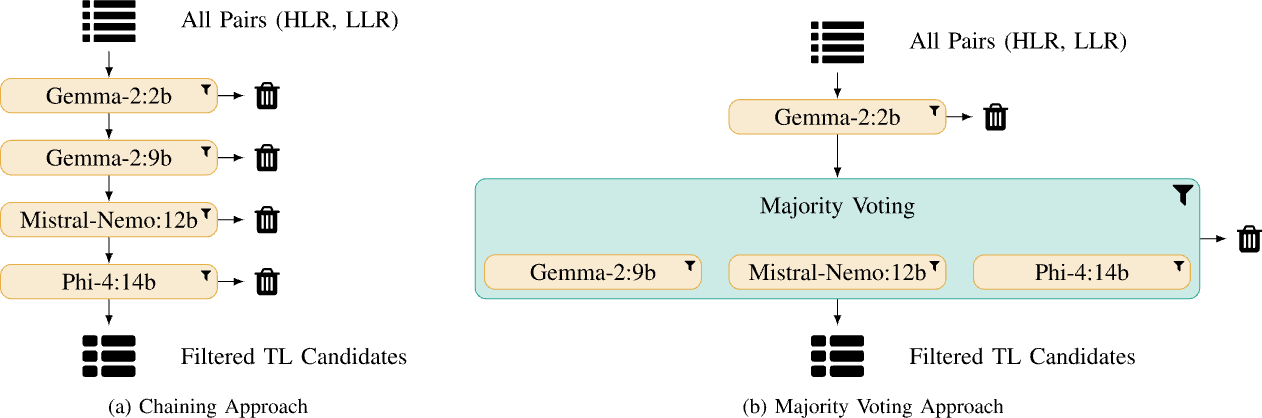 All Pairs (HLR, LLR)
Gemma-2:2b
Gemma-2:9b
Mistral-Nemo:12b
Phi-4:14b
Filtered TL Candidates
(a) Chaining Approach
All Pairs (HLR, LLR)
Gemma-2:2b
Majority Voting
Gemma-2:9b
Mistral-Nemo:12b
Phi-4:14b
Filtered TL Candidates
(b) Majority Voting Approach